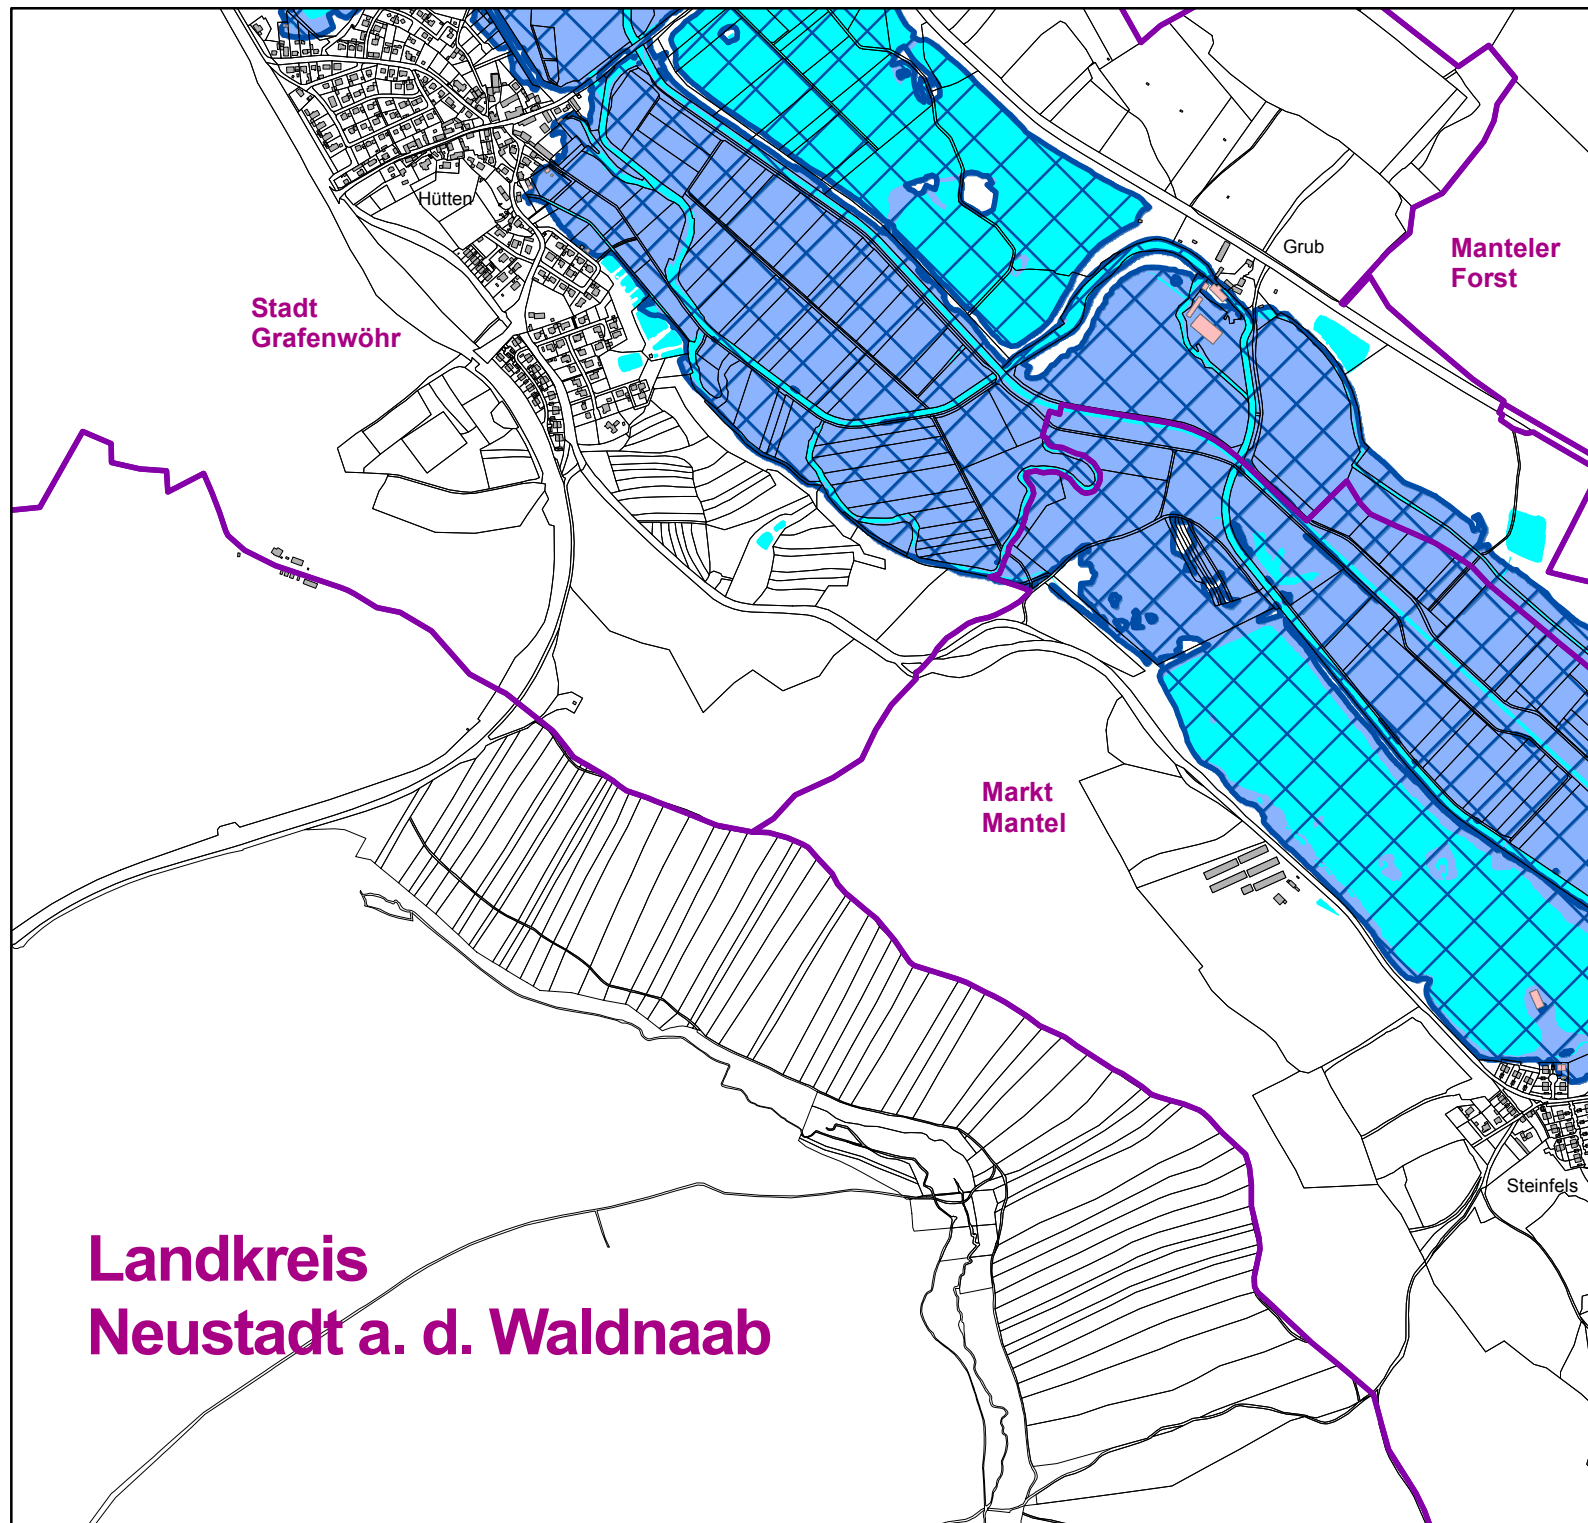 Hütten
Grub
Manteler
Forst
Stadt
Grafenwöhr
Markt
Mantel
Steinfels
Landkreis
Neustadt a. d. Waldnaab